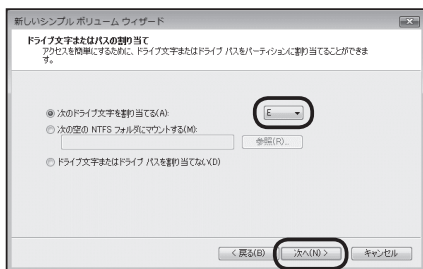 新しいシンプル ボリューム ウィザード
ドライブ文字またはパスの割り当て
アクセスを簡単にするために、ドライブ文字またはドライブ パスをパーティションに割り当てることができま
す。
次のドライブ文字を割り当てる(A):
E
次の空の NTFS フォルダにマウントする(M):
参照(R)...
ドライブ文字またはドライブ パスを割り当てない(D)
< 戻る(B)
次へ(N) >
キャンセル